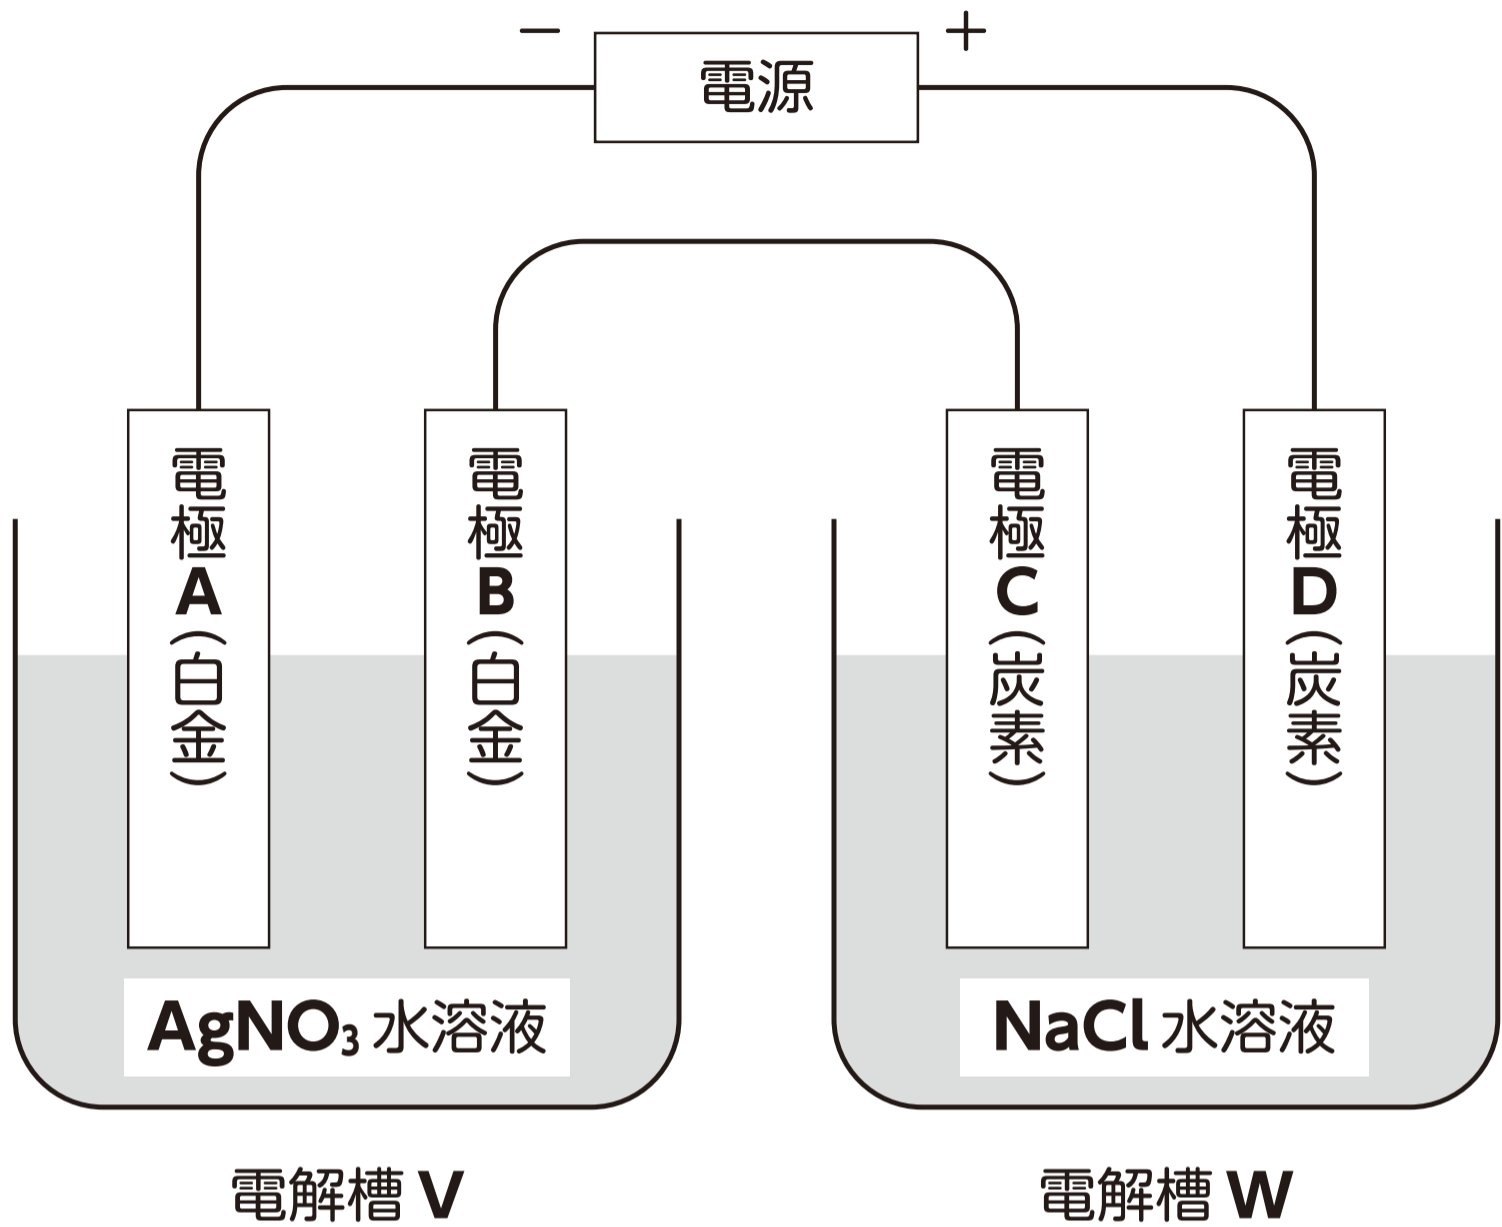 − 電源 +
電極A(白金)
電極B(白金)
電極C(炭素)
電極D(炭素)
AgNO₃ 水溶液
NaCl 水溶液
電解槽 V
電解槽 W